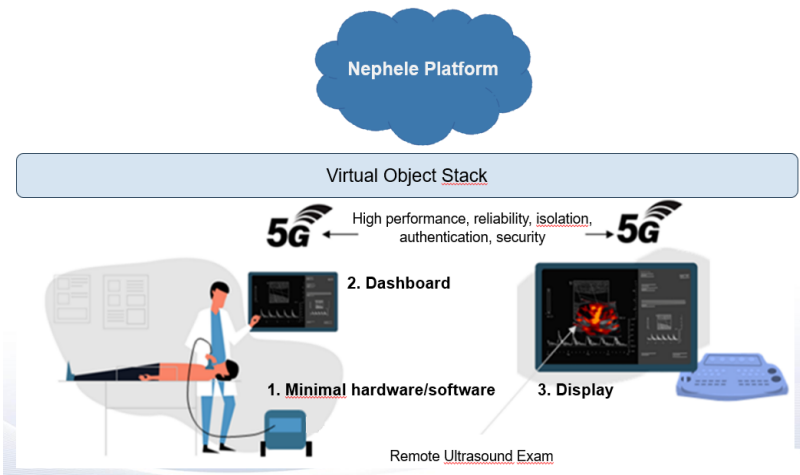 Nephele Platform
Virtual Object Stack
5G
High performance, reliability, isolation,
authentication, security
5G
2. Dashboard
1. Minimal hardware/software
3. Display
Remote Ultrasound Exam